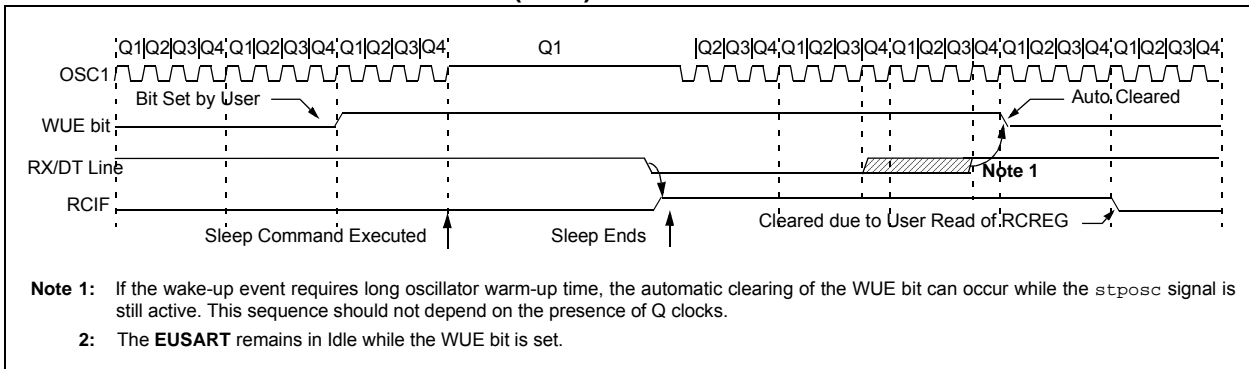 Q1|Q2|Q3|Q4 Q1|Q2|Q3|Q4 Q1|Q2|Q3|Q4 Q1 Q2|Q3|Q4 Q1|Q2|Q3|Q4 Q1|Q2|Q3|Q4 Q1|Q2|Q3|Q4 Q1|Q2|Q3|Q4
OSC1
Bit Set by User
Auto Cleared
WUE bit
RX/DT Line
Note 1
RCIF
Cleared due to User Read of RCREG
Sleep Command Executed
Sleep Ends
Note 1: If the wake-up event requires long oscillator warm-up time, the automatic clearing of the WUE bit can occur while the stposc signal is
still active. This sequence should not depend on the presence of Q clocks.
2: The EUSART remains in Idle while the WUE bit is set.